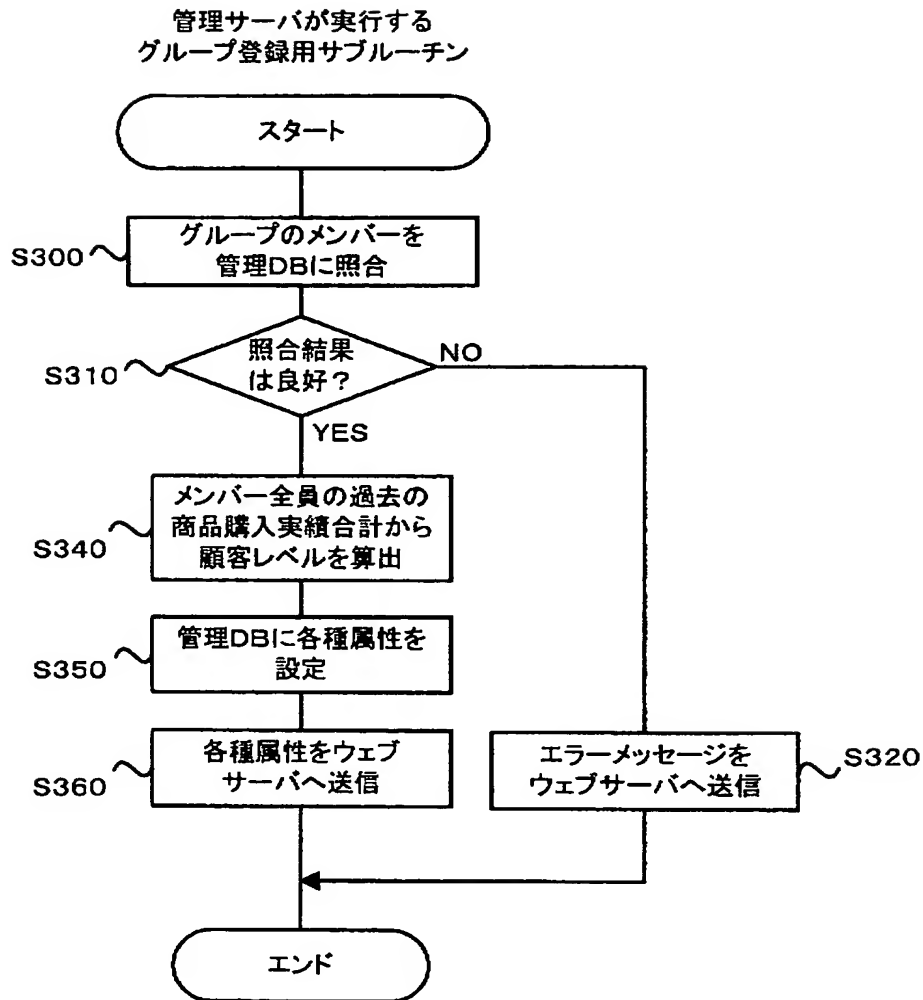 管理サーバが実行する
グループ登録用サブルーチン
スタート
S300
グループのメンバーを
管理DBに照合
S310
照合結果
は良好？
NO
YES
S340
メンバー全員の過去の
商品購入実績合計から
顧客レベルを算出
S350
管理DBに各種属性を
設定
S360
各種属性をウェブ
サーバへ送信
エラーメッセージを
ウェブサーバへ送信
S320
エンド